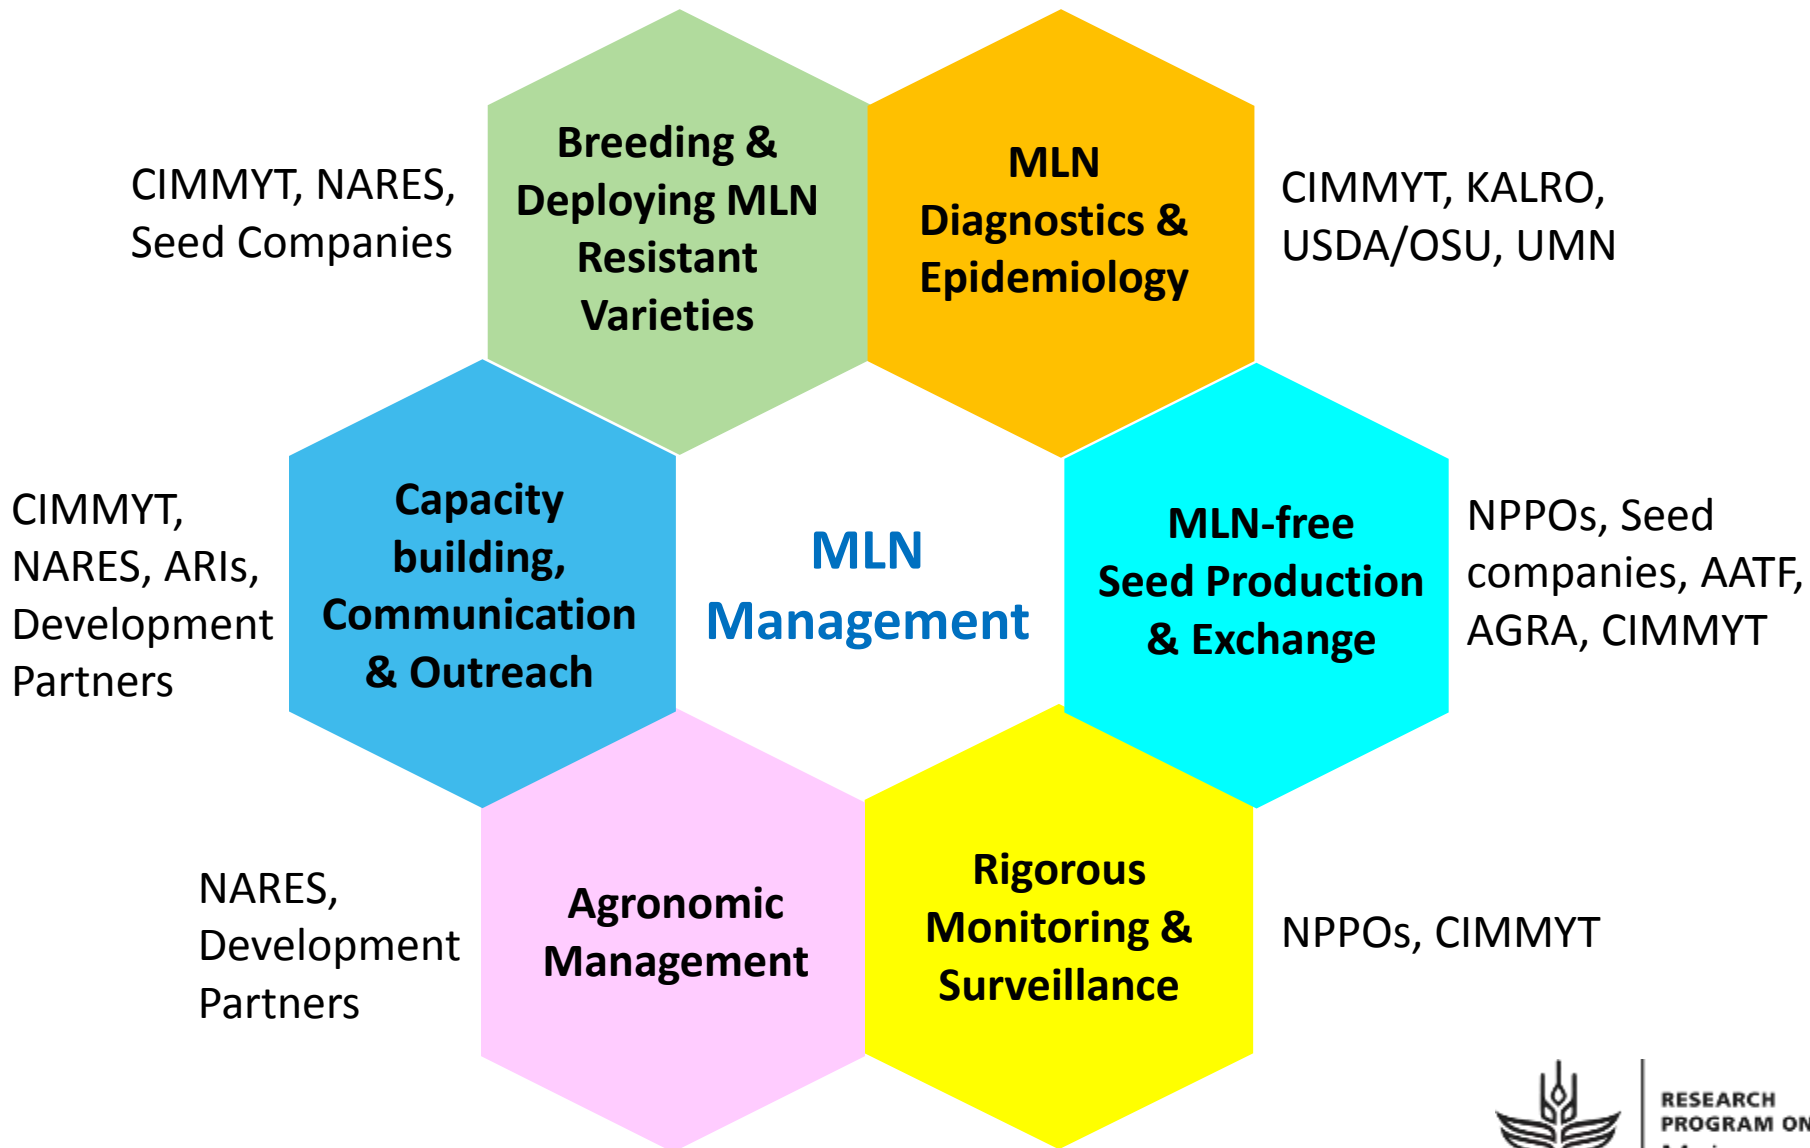 Breeding &
Deploying MLN
Resistant
Varieties
MLN
Diagnostics &
Epidemiology
CIMMYT, NARES,
Seed Companies
CIMMYT, KALRO,
USDA/OSU, UMN
Capacity
building,
Communication
& Outreach
MLN
Management
MLN-free
Seed Production
& Exchange
CIMMYT,
NARES, ARIs,
Development
Partners
NPPOs, Seed
companies, AATF,
AGRA, CIMMYT
Agronomic
Management
Rigorous
Monitoring &
Surveillance
NARES,
Development
Partners
NPPOs, CIMMYT
RESEARCH
PROGRAM ON